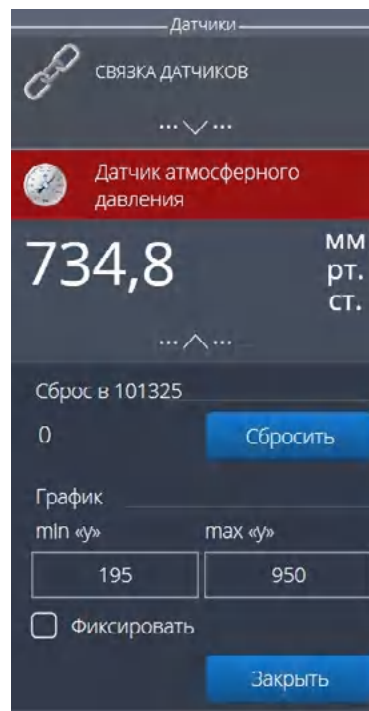 Датчики
СВЯЗКА ДАТЧИКОВ
Датчик атмосферного
давления
734,8
мм
рт.
ст.
Сброс в 101325
0
Сбросить
График
min «y»
max «y»
195
950
Фиксировать
Закрыть